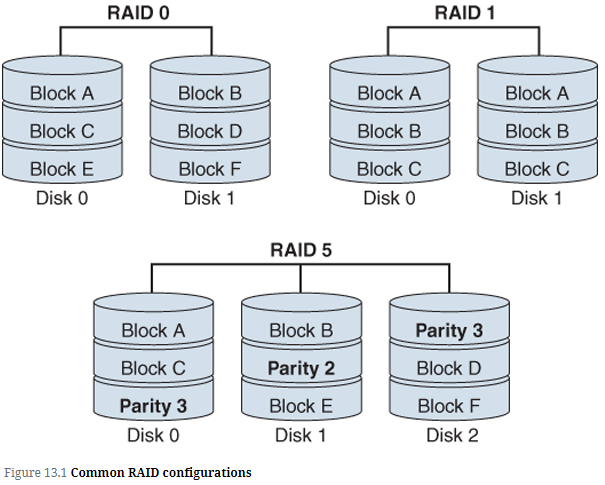 RAID 0
Block A
Block C
Block E
Disk 0
Block B
Block D
Block F
Disk 1
RAID 1
Block A
Block B
Block C
Disk 0
Block A
Block B
Block C
Disk 1
RAID 5
Block A
Block C
Parity 3
Disk 0
Block B
Parity 2
Block E
Disk 1
Parity 3
Block D
Block F
Disk 2
Figure 13.1 Common RAID configurations